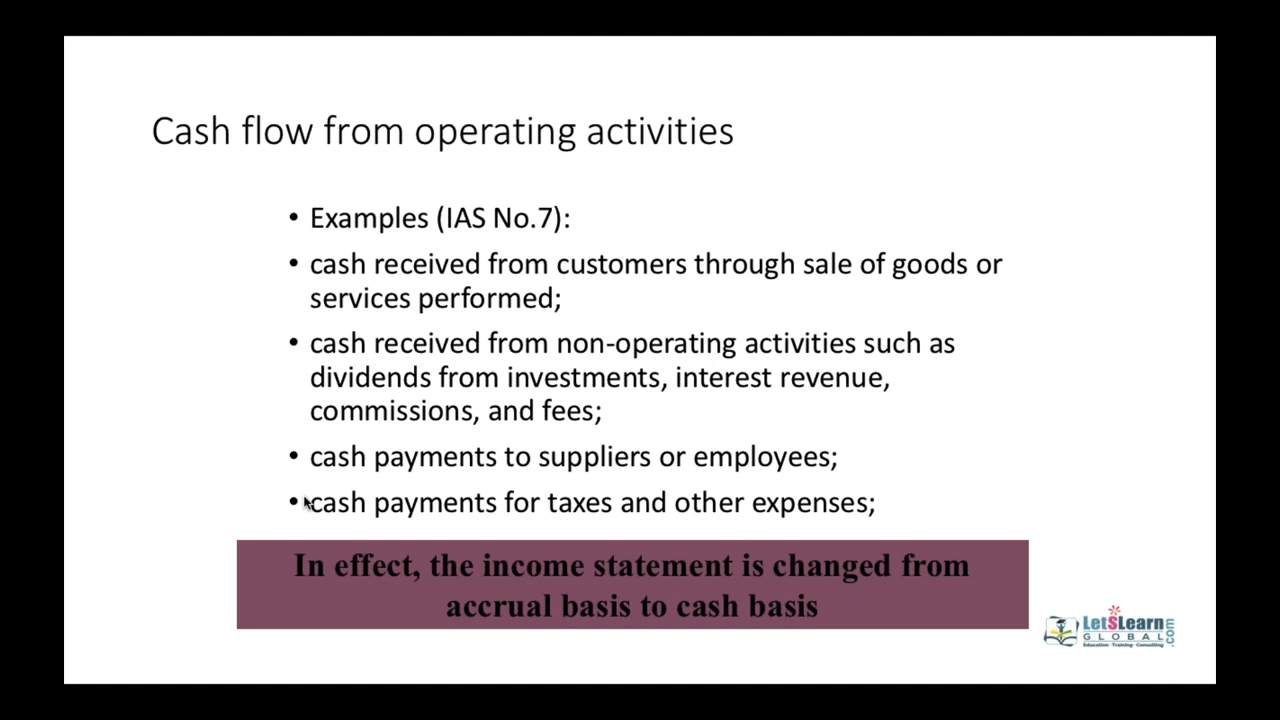 Cash flow from operating activities
• Examples (IAS No.7):
• cash received from customers through sale of goods or
services performed;
• cash received from non-operating activities such as
dividends from investments, interest revenue,
commissions, and fees;
• cash payments to suppliers or employees;
• cash payments for taxes and other expenses;
In effect, the income statement is changed from
accrual basis to cash basis
LetSLearn
GLOBAL
.com
Education · Training · Consulting